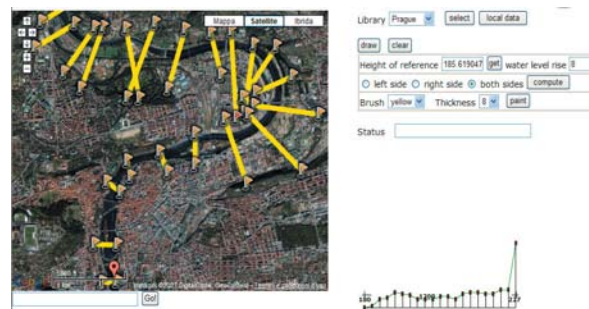 Mappa Satellite Ibrida
Go!
Library Prague select local data
draw clear
Height of reference 185.619047 get water level rise 8
left side right side both sides compute
Brush yellow Thickness 8 paint
Status